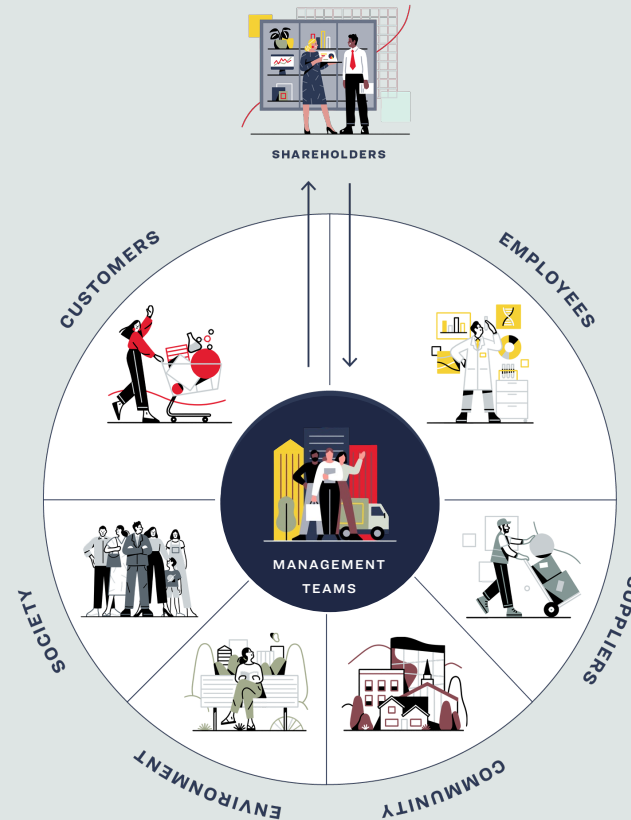 SHAREHOLDERS
CUSTOMERS
EMPLOYEES
MANAGEMENT
TEAMS
SOCIETY
SUPPLIERS
ENVIRONMENT
COMMUNITY